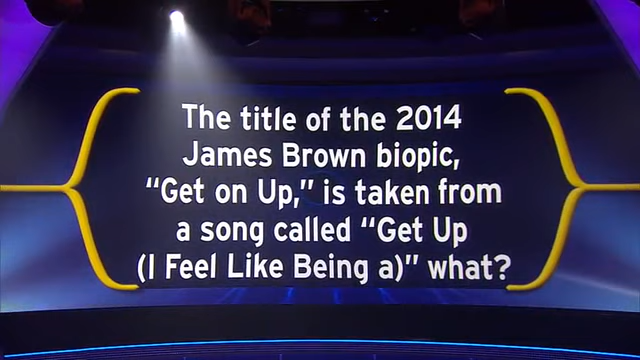 The title of the 2014
James Brown biopic,
“Get on Up,” is taken from
a song called “Get Up
(I Feel Like Being a)” what?